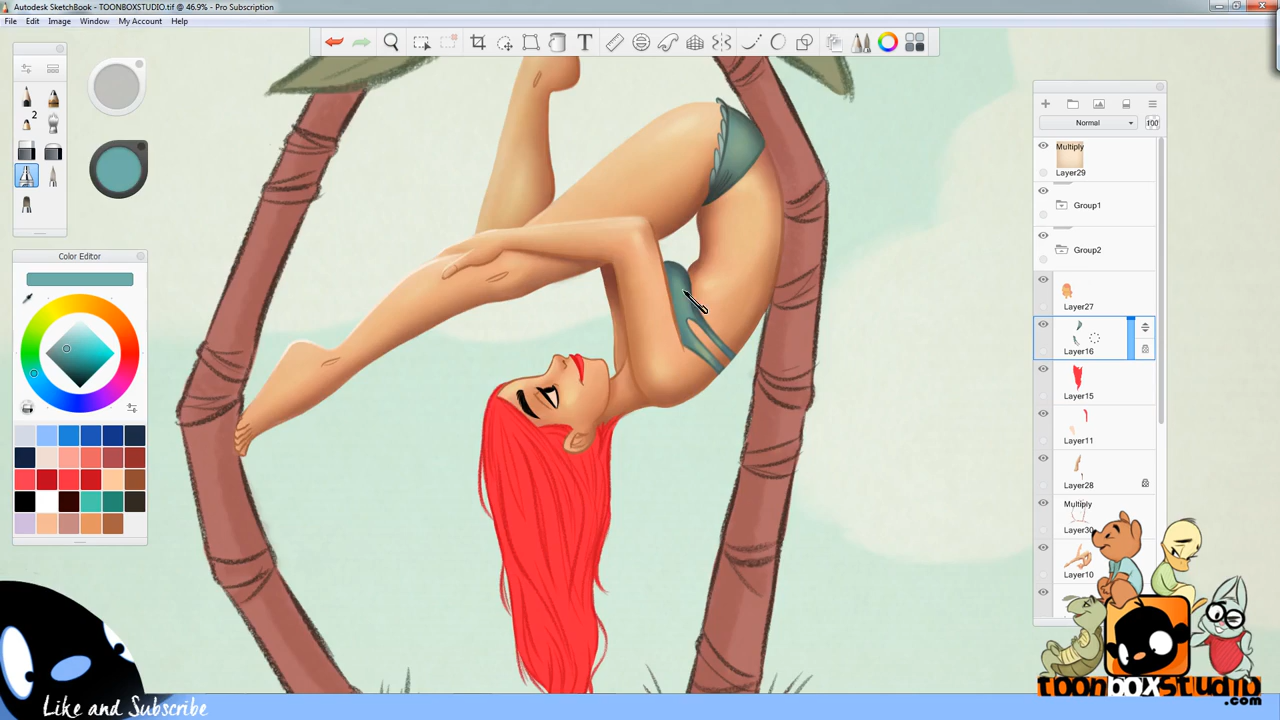 Autodesk SketchBook - TOONBOXSTUDIO.tif @ 46.9% - Pro Subscription
File Edit Image Window My Account Help
2
Color Editor
Normal 100
Multiply
Layer29
Group1
Group2
Layer27
Layer16
Layer15
Layer11
Layer28
Multiply
Layer30
Layer10
toonboxstudio
.com
Like and Subscribe